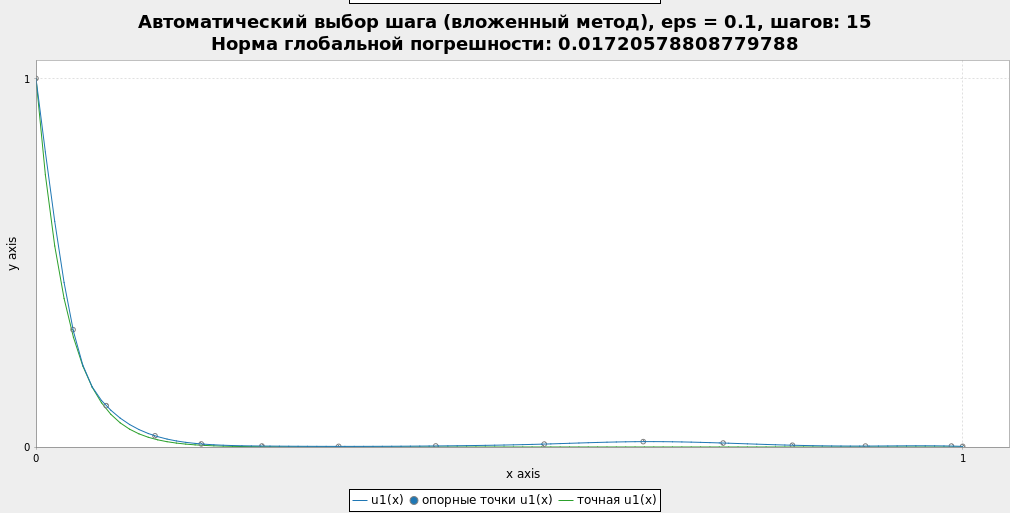 Автоматический выбор шага (вложенный метод), eps = 0.1, шагов: 15
Норма глобальной погрешности: 0.01720578808779788
1
y axis
0
0
1
x axis
u1(x) опорные точки u1(x) точная u1(x)